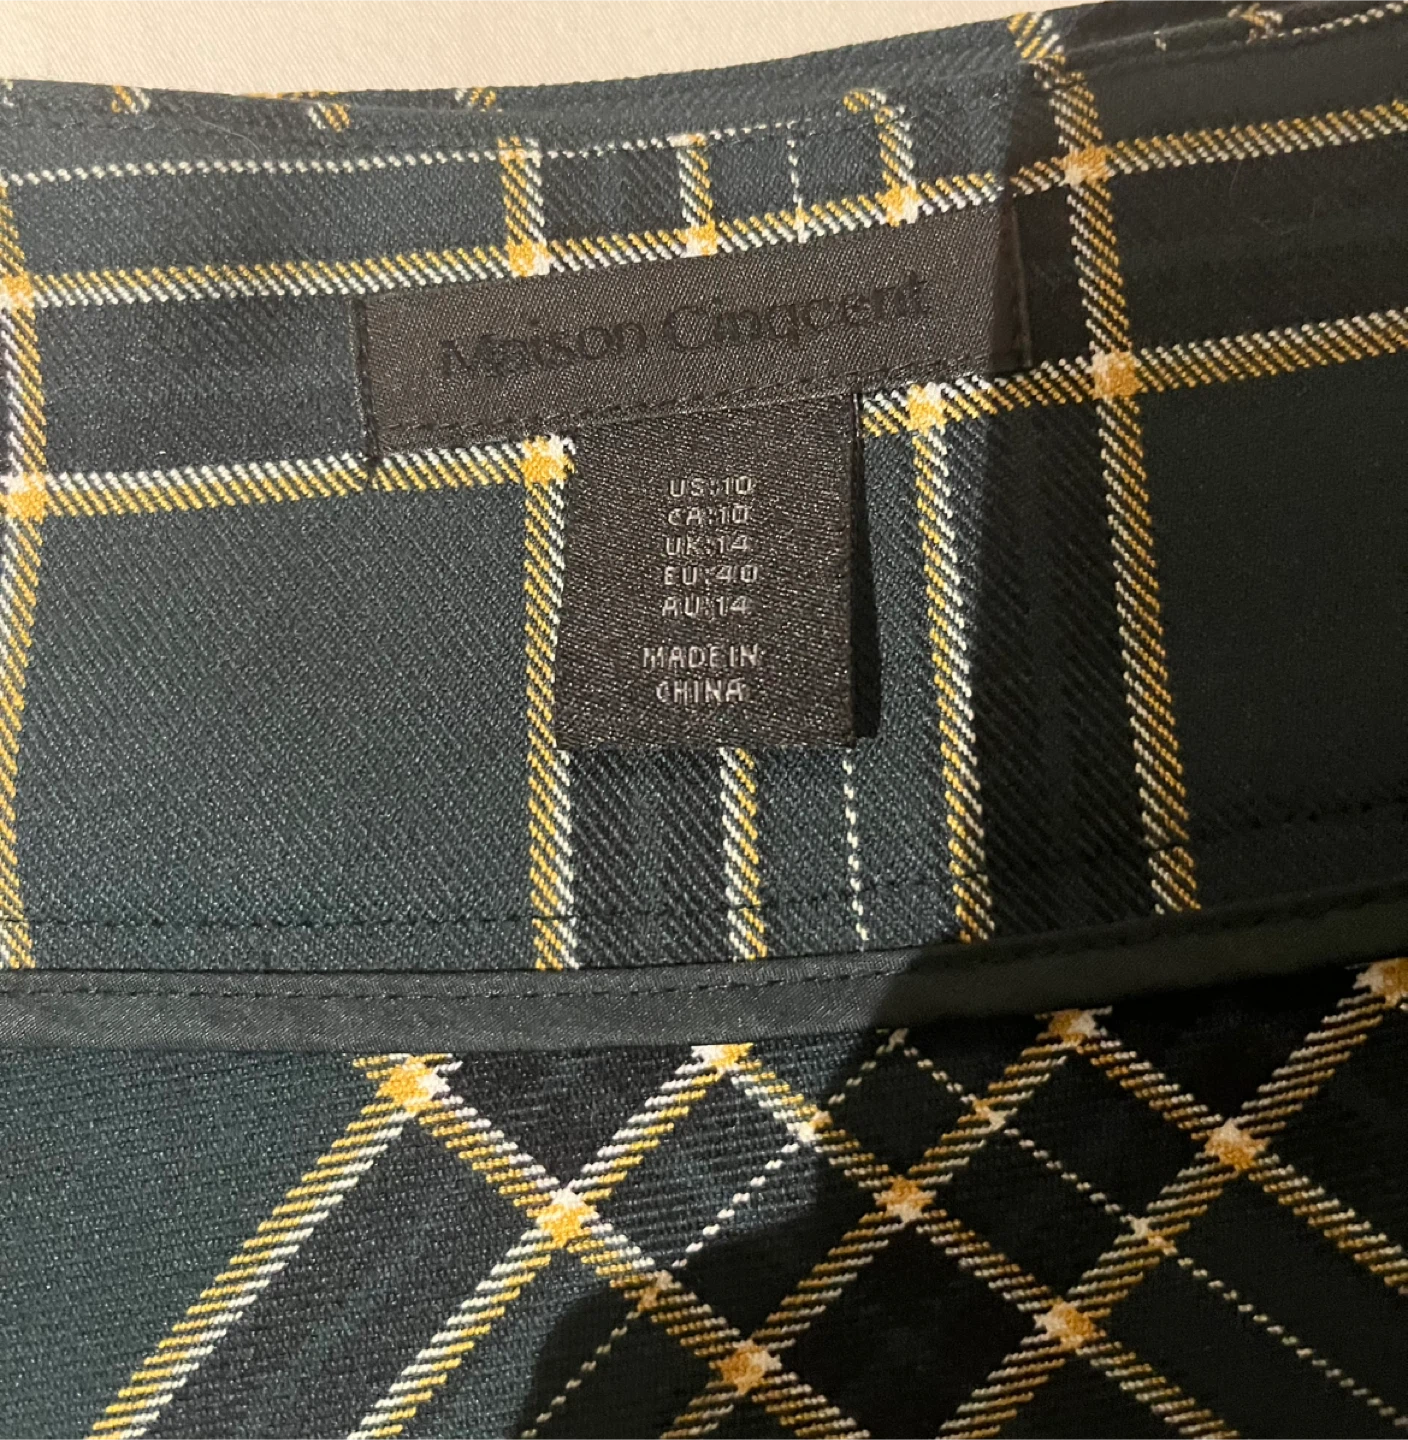 Maison Cinqcent
US:10
CA:10
UK:14
EU:40
AU:14
MADE IN
CHINA